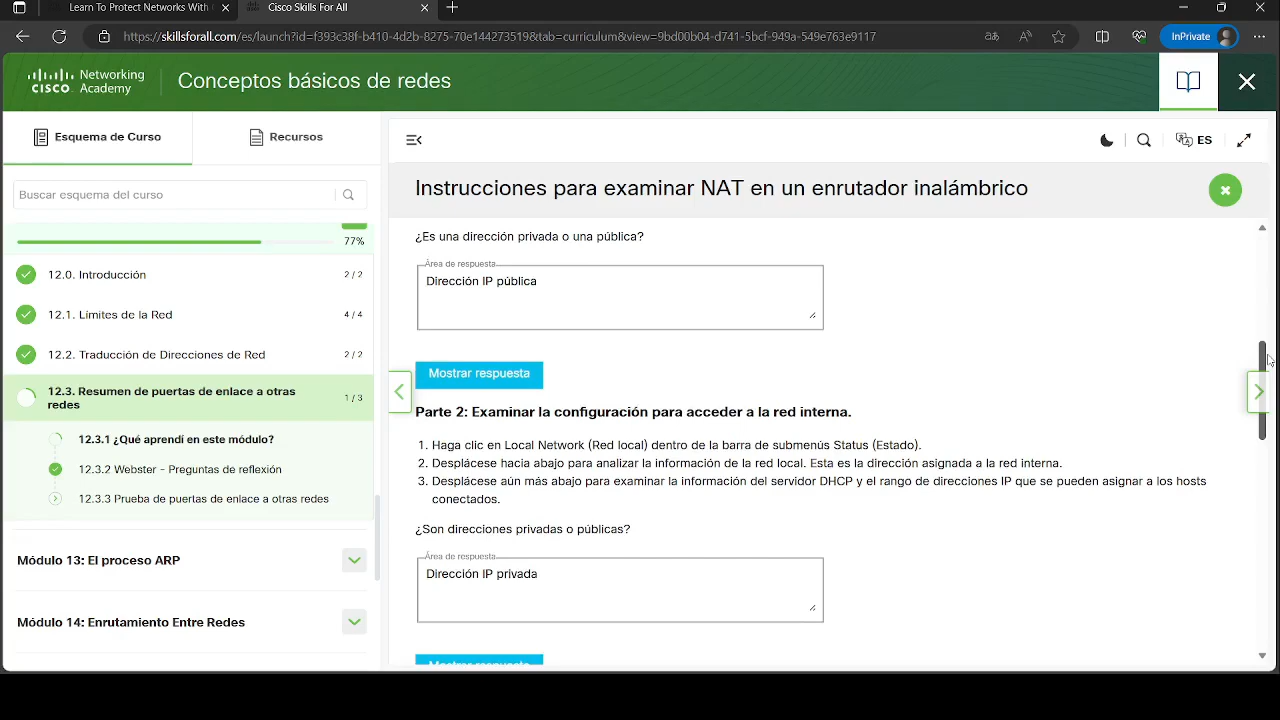 Learn To Protect Networks With
Cisco Skills For All
https://skillsforall.com/es/launch?id=f393c38f-b410-4d2b-8275-70e144273519&tab=curriculum&view=9bd00b04-d741-5bcf-949a-549e763e9117
InPrivate
Networking
CISCO Academy
Conceptos básicos de redes
Esquema de Curso
Recursos
ES
Buscar esquema del curso
Instrucciones para examinar NAT en un enrutador inalámbrico
77%
12.0. Introducción 2 / 2
12.1. Límites de la Red 4 / 4
12.2. Traducción de Direcciones de Red 2 / 2
12.3. Resumen de puertas de enlace a otras 1 / 3
redes
12.3.1 ¿Qué aprendí en este módulo?
12.3.2 Webster - Preguntas de reflexión
12.3.3 Prueba de puertas de enlace a otras redes
Módulo 13: El proceso ARP
Módulo 14: Enrutamiento Entre Redes
¿Es una dirección privada o una pública?
Área de respuesta
Dirección IP pública
Mostrar respuesta
Parte 2: Examinar la configuración para acceder a la red interna.
1. Haga clic en Local Network (Red local) dentro de la barra de submenús Status (Estado).
2. Desplácese hacia abajo para analizar la información de la red local. Esta es la dirección asignada a la red interna.
3. Desplácese aún más abajo para examinar la información del servidor DHCP y el rango de direcciones IP que se pueden asignar a los hosts
conectados.
¿Son direcciones privadas o públicas?
Área de respuesta
Dirección IP privada
Mostrar respuesta